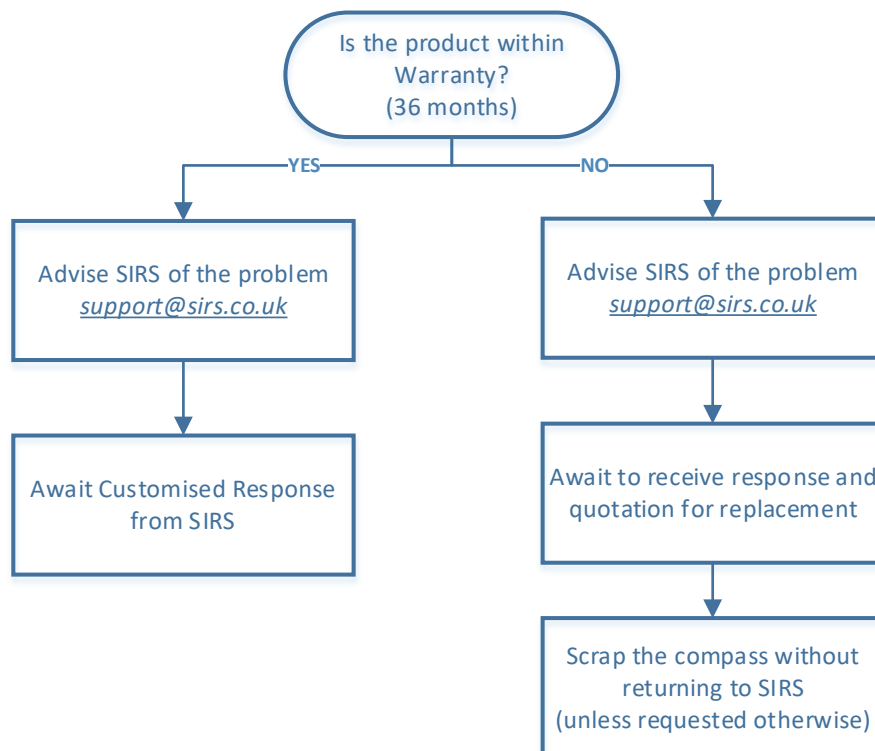 Is the product within
Warranty?
(36 months)
YES
NO
Advise SIRS of the problem
support@sirs.co.uk
Advise SIRS of the problem
support@sirs.co.uk
Await Customised Response
from SIRS
Await to receive response and
quotation for replacement
Scrap the compass without
returning to SIRS
(unless requested otherwise)